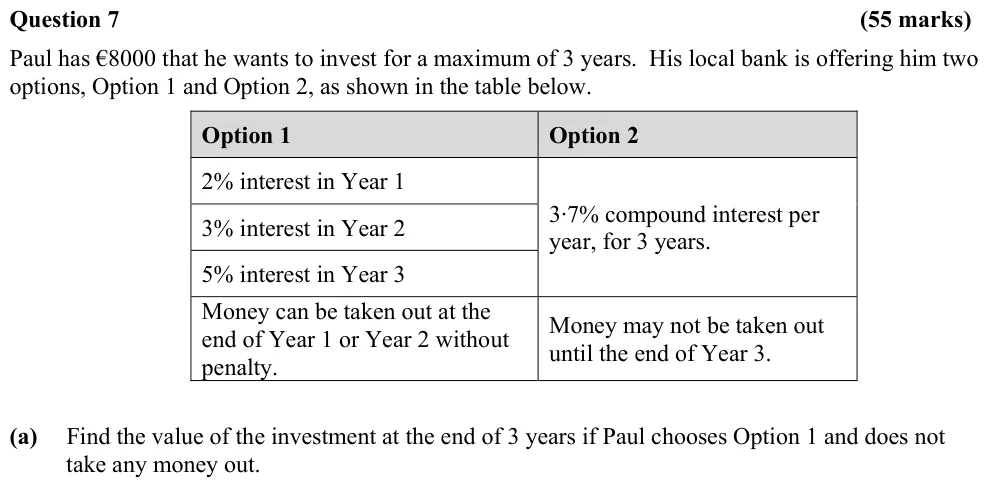 Question 7 (55 marks)
Paul has €8000 that he wants to invest for a maximum of 3 years. His local bank is offering him two
options, Option 1 and Option 2, as shown in the table below.
Option 1 Option 2
2% interest in Year 1
3% interest in Year 2
5% interest in Year 3
3·7% compound interest per
year, for 3 years.
Money can be taken out at the
end of Year 1 or Year 2 without
penalty.
Money may not be taken out
until the end of Year 3.
(a) Find the value of the investment at the end of 3 years if Paul chooses Option 1 and does not
take any money out.